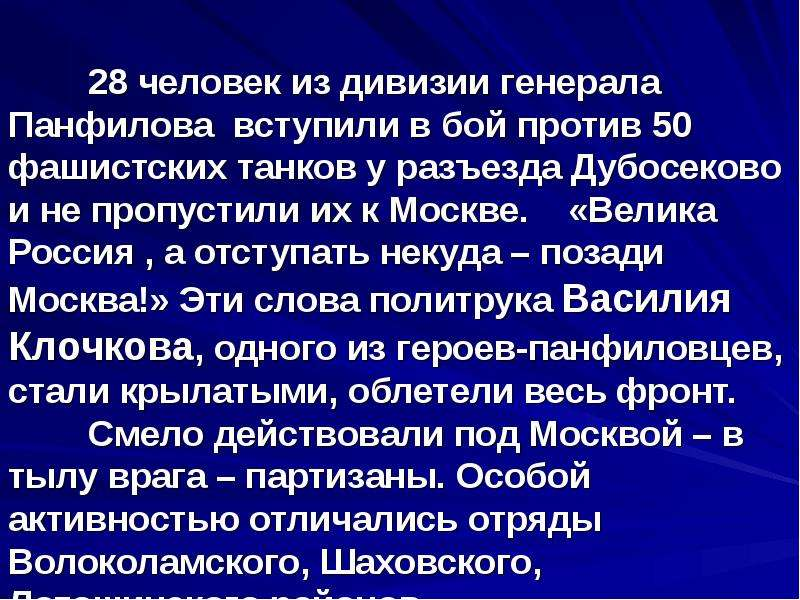 28 человек из дивизии генерала
Панфилова вступили в бой против 50
фашистских танков у разъезда Дубосеково
и не пропустили их к Москве. «Велика
Россия , а отступать некуда – позади
Москва!» Эти слова политрука Василия
Клочкова, одного из героев-панфиловцев,
стали крылатыми, облетели весь фронт.
Смело действовали под Москвой – в
тылу врага – партизаны. Особой
активностью отличались отряды
Волоколамского, Шаховского,
Лотошинского районов